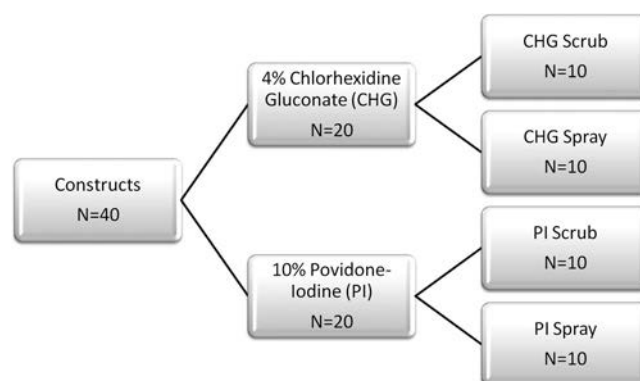 Constructs
N=40
4% Chlorhexidine
Gluconate (CHG)
N=20
10% Povidone-
Iodine (PI)
N=20
CHG Scrub
N=10
CHG Spray
N=10
PI Scrub
N=10
PI Spray
N=10